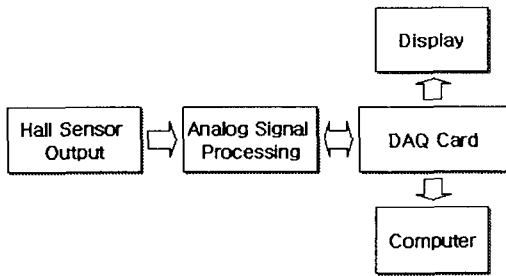 Display
Hall Sensor
Output
Analog Signal
Processing
DAQ Card
Computer